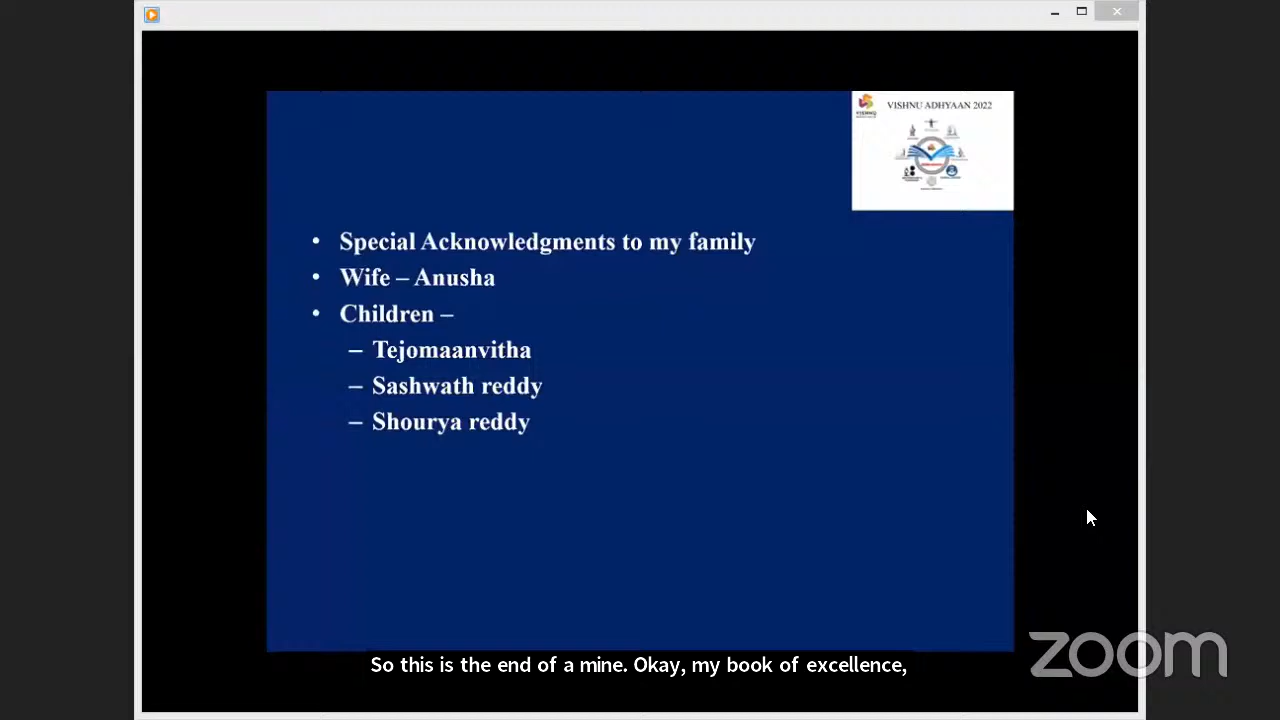 VISHNU ADHYAAN 2022
• Special Acknowledgments to my family
• Wife – Anusha
• Children –
– Tejomaanvitha
– Sashwath reddy
– Shourya reddy
So this is the end of a mine. Okay, my book of excellence,
zoom